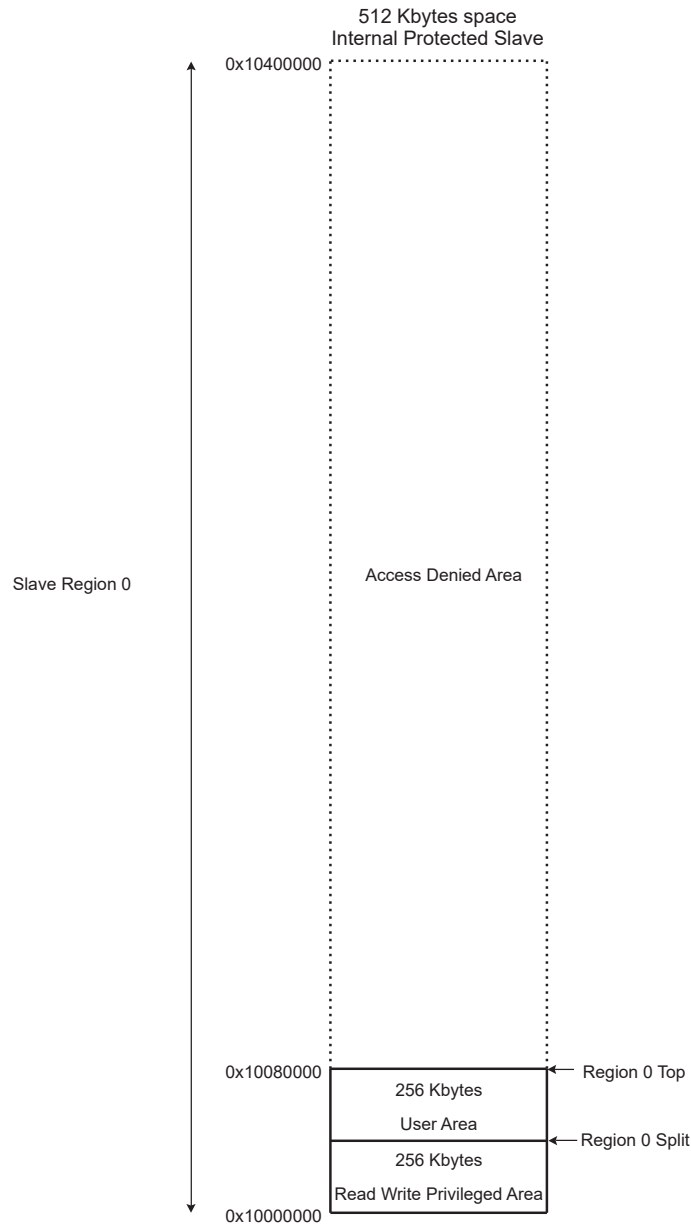 512 Kbytes space
Internal Protected Slave
0x10400000
Access Denied Area
Slave Region 0
0x10080000
Region 0 Top
256 Kbytes
User Area
Region 0 Split
256 Kbytes
Read Write Privileged Area
0x10000000